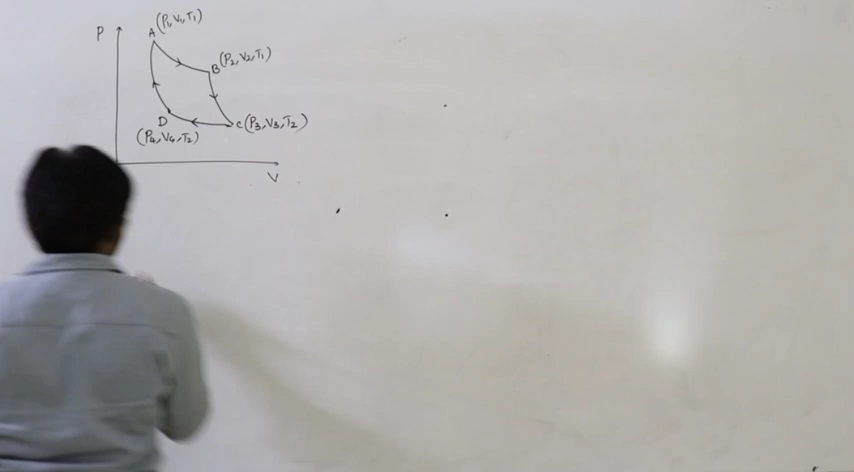 P
A (P₁,V₁,T₁)
B (P₂,V₂,T₁)
D
C (P₃,V₃,T₂)
(P₄,V₄,T₂)
V